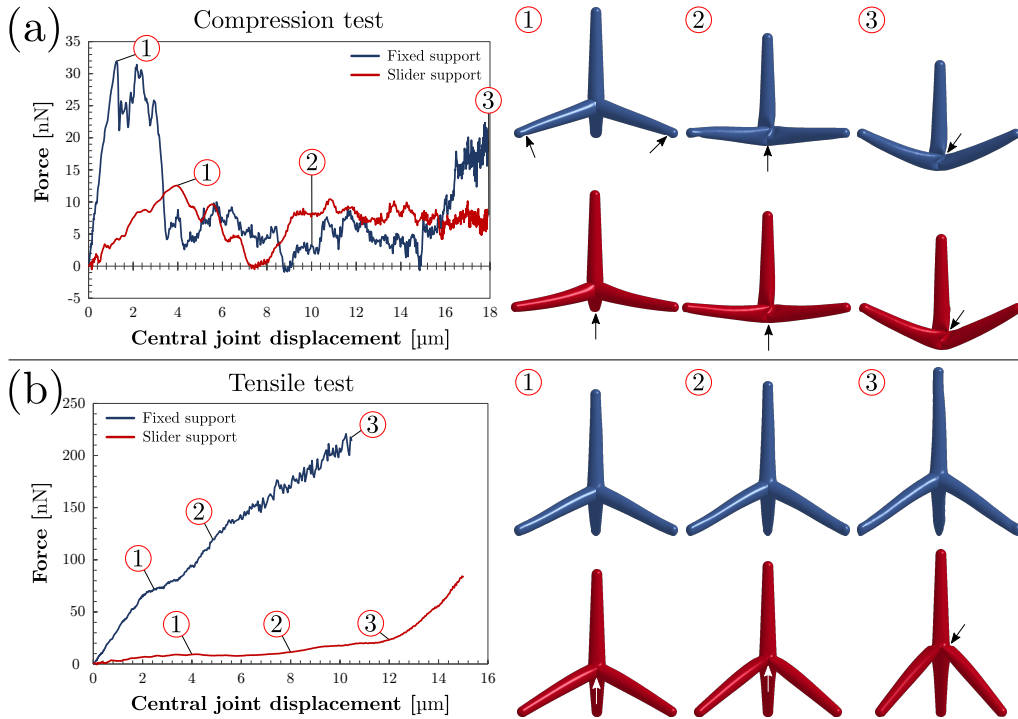 (a)
Compression test
Force [nN]
35
30
25
20
15
10
5
0
-5
0 2 4 6 8 10 12 14 16 18
Central joint displacement [µm]
Fixed support
Slider support
1
1
2
3
1 2 3
(b)
Tensile test
Force [nN]
250
200
150
100
50
0
0 2 4 6 8 10 12 14 16
Central joint displacement [µm]
Fixed support
Slider support
1
2
3
1
2
3
1 2 3